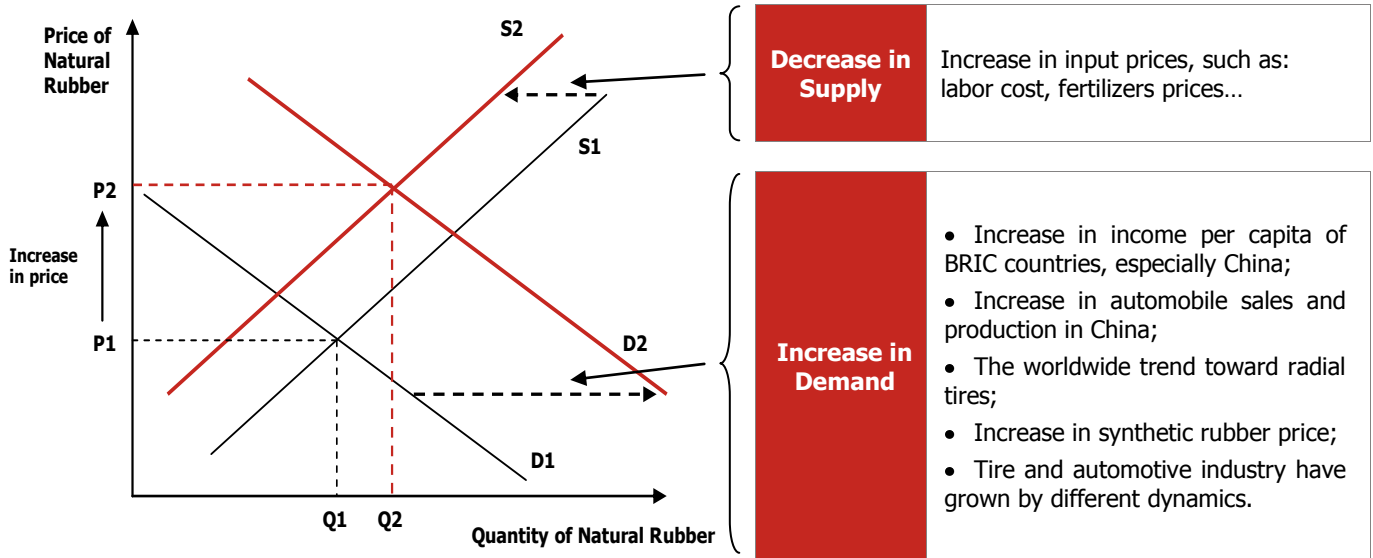 Price of
Natural
Rubber
S2
S1
P2
Increase
in price
P1
D2
D1
Q1
Q2
Quantity of Natural Rubber
Decrease in
Supply
Increase in input prices, such as:
labor cost, fertilizers prices…
Increase in
Demand
• Increase in income per capita of
BRIC countries, especially China;
• Increase in automobile sales and
production in China;
• The worldwide trend toward radial
tires;
• Increase in synthetic rubber price;
• Tire and automotive industry have
grown by different dynamics.